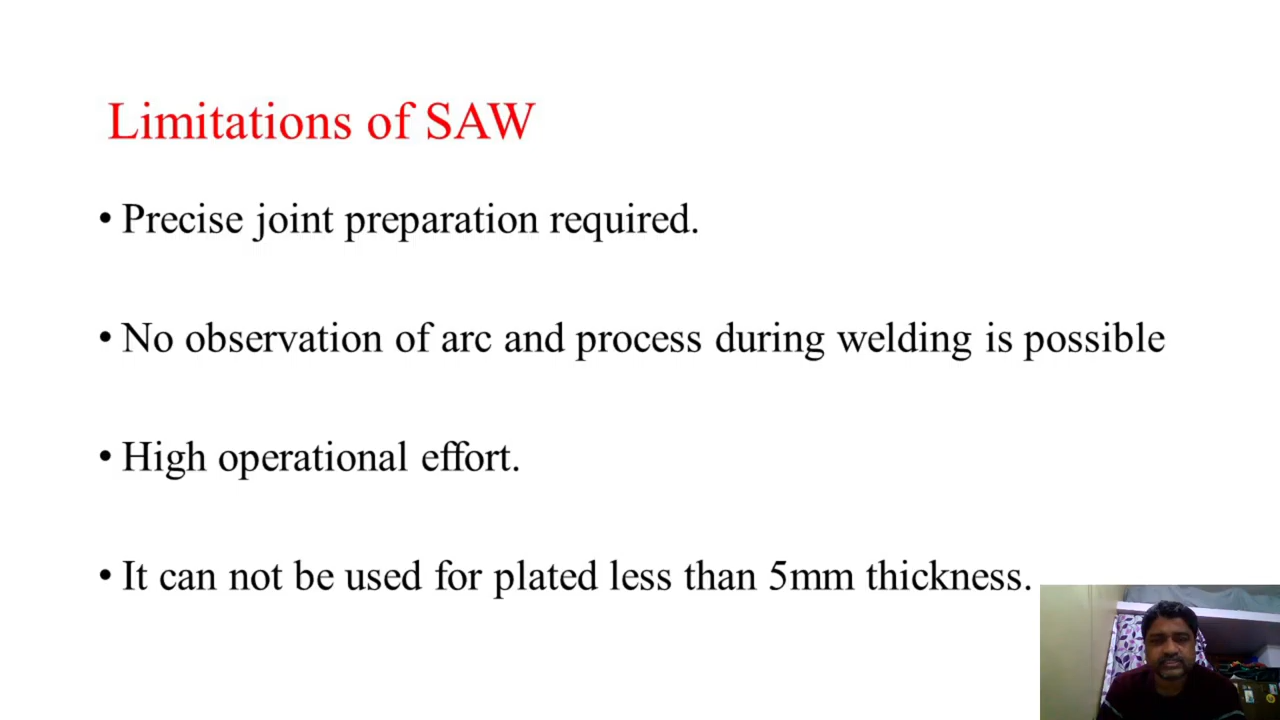 Limitations of SAW
• Precise joint preparation required.
• No observation of arc and process during welding is possible
• High operational effort.
• It can not be used for plated less than 5mm thickness.